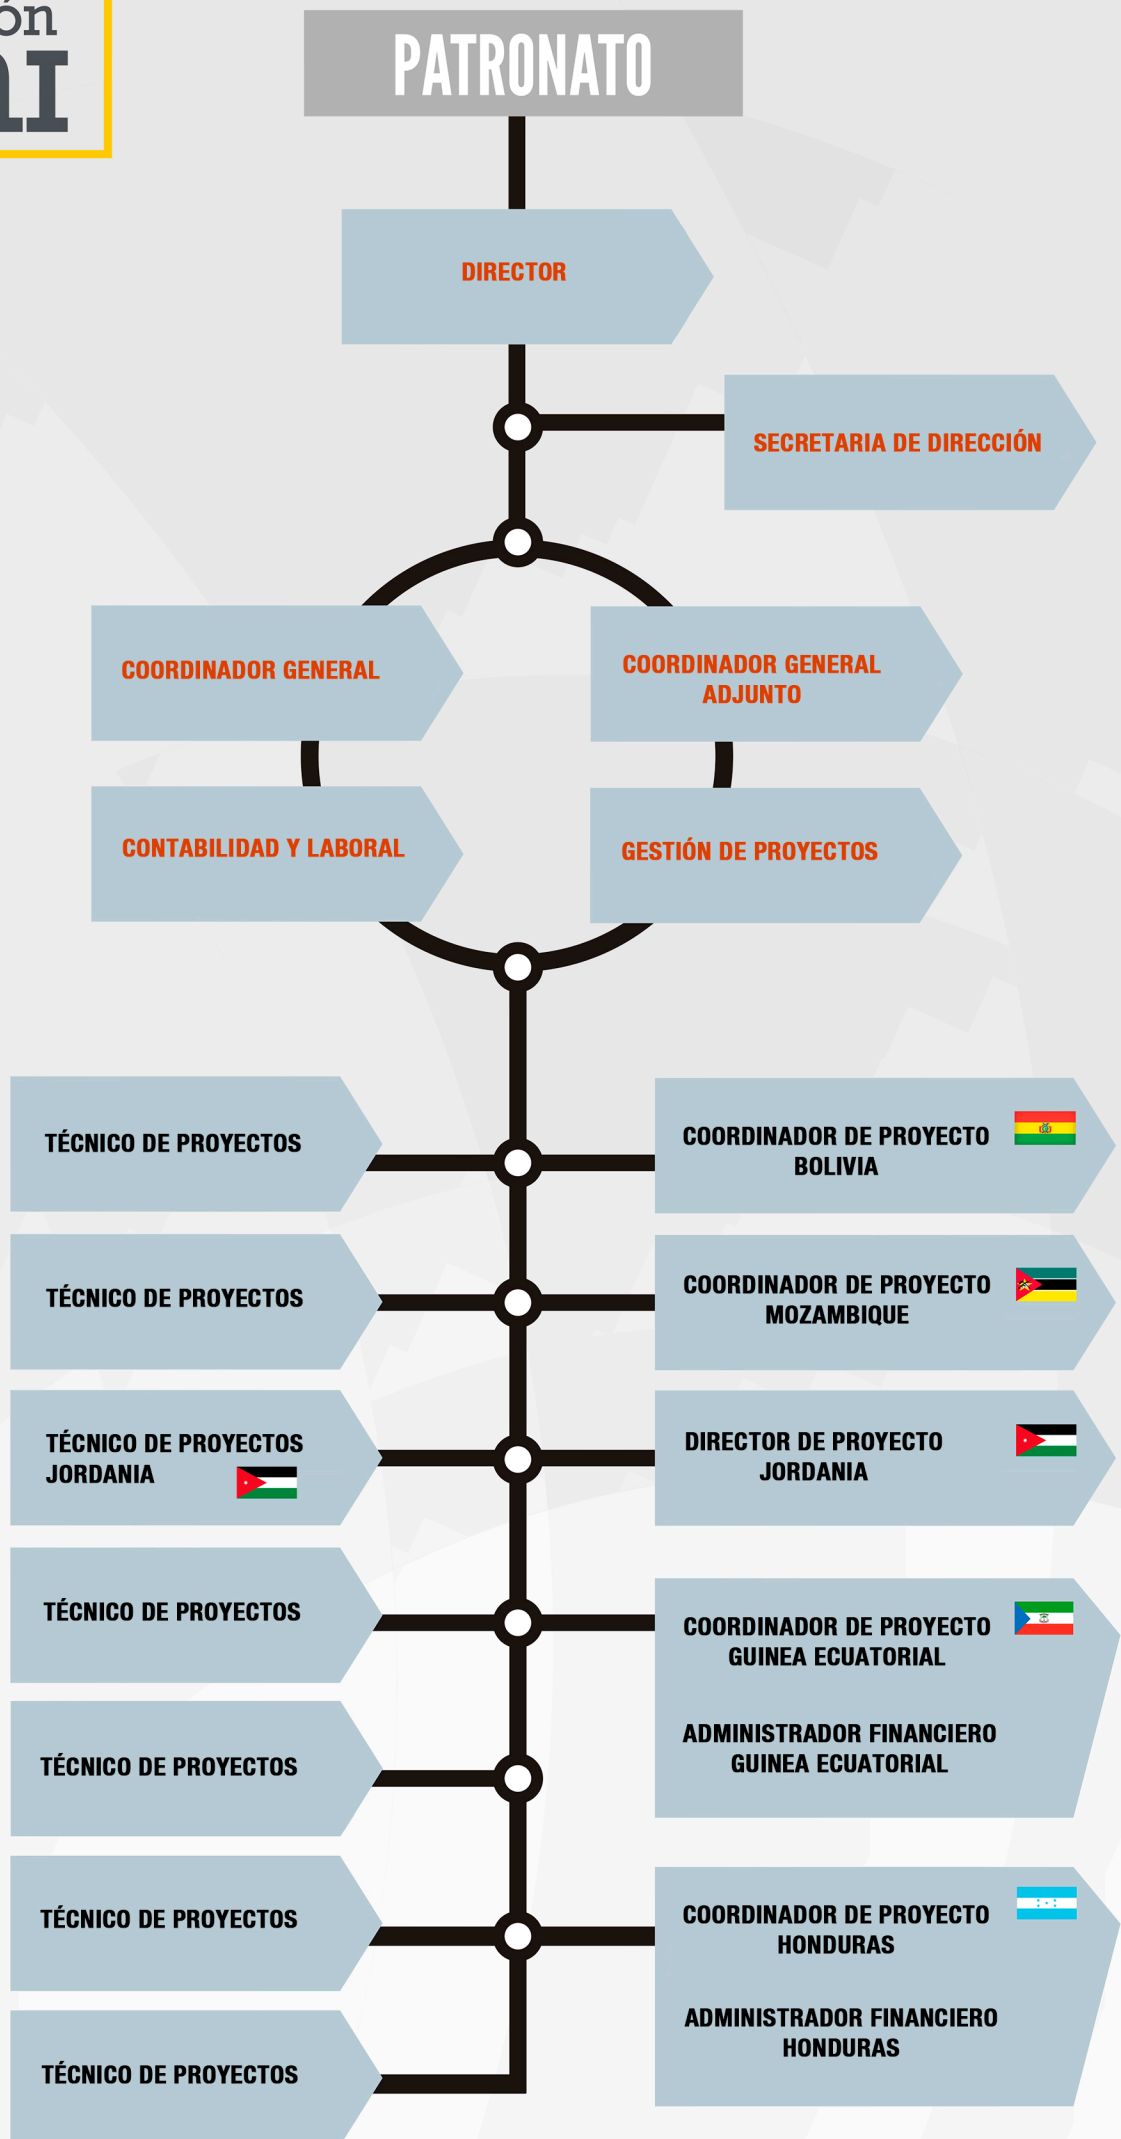 ón
PATRONATO
DIRECTOR
SECRETARIA DE DIRECCIÓN
COORDINADOR GENERAL
COORDINADOR GENERAL
ADJUNTO
CONTABILIDAD Y LABORAL
GESTIÓN DE PROYECTOS
TÉCNICO DE PROYECTOS
COORDINADOR DE PROYECTO
BOLIVIA
TÉCNICO DE PROYECTOS
COORDINADOR DE PROYECTO
MOZAMBIQUE
TÉCNICO DE PROYECTOS
JORDANIA
DIRECTOR DE PROYECTO
JORDANIA
TÉCNICO DE PROYECTOS
COORDINADOR DE PROYECTO
GUINEA ECUATORIAL
ADMINISTRADOR FINANCIERO
GUINEA ECUATORIAL
TÉCNICO DE PROYECTOS
TÉCNICO DE PROYECTOS
COORDINADOR DE PROYECTO
HONDURAS
ADMINISTRADOR FINANCIERO
HONDURAS
TÉCNICO DE PROYECTOS